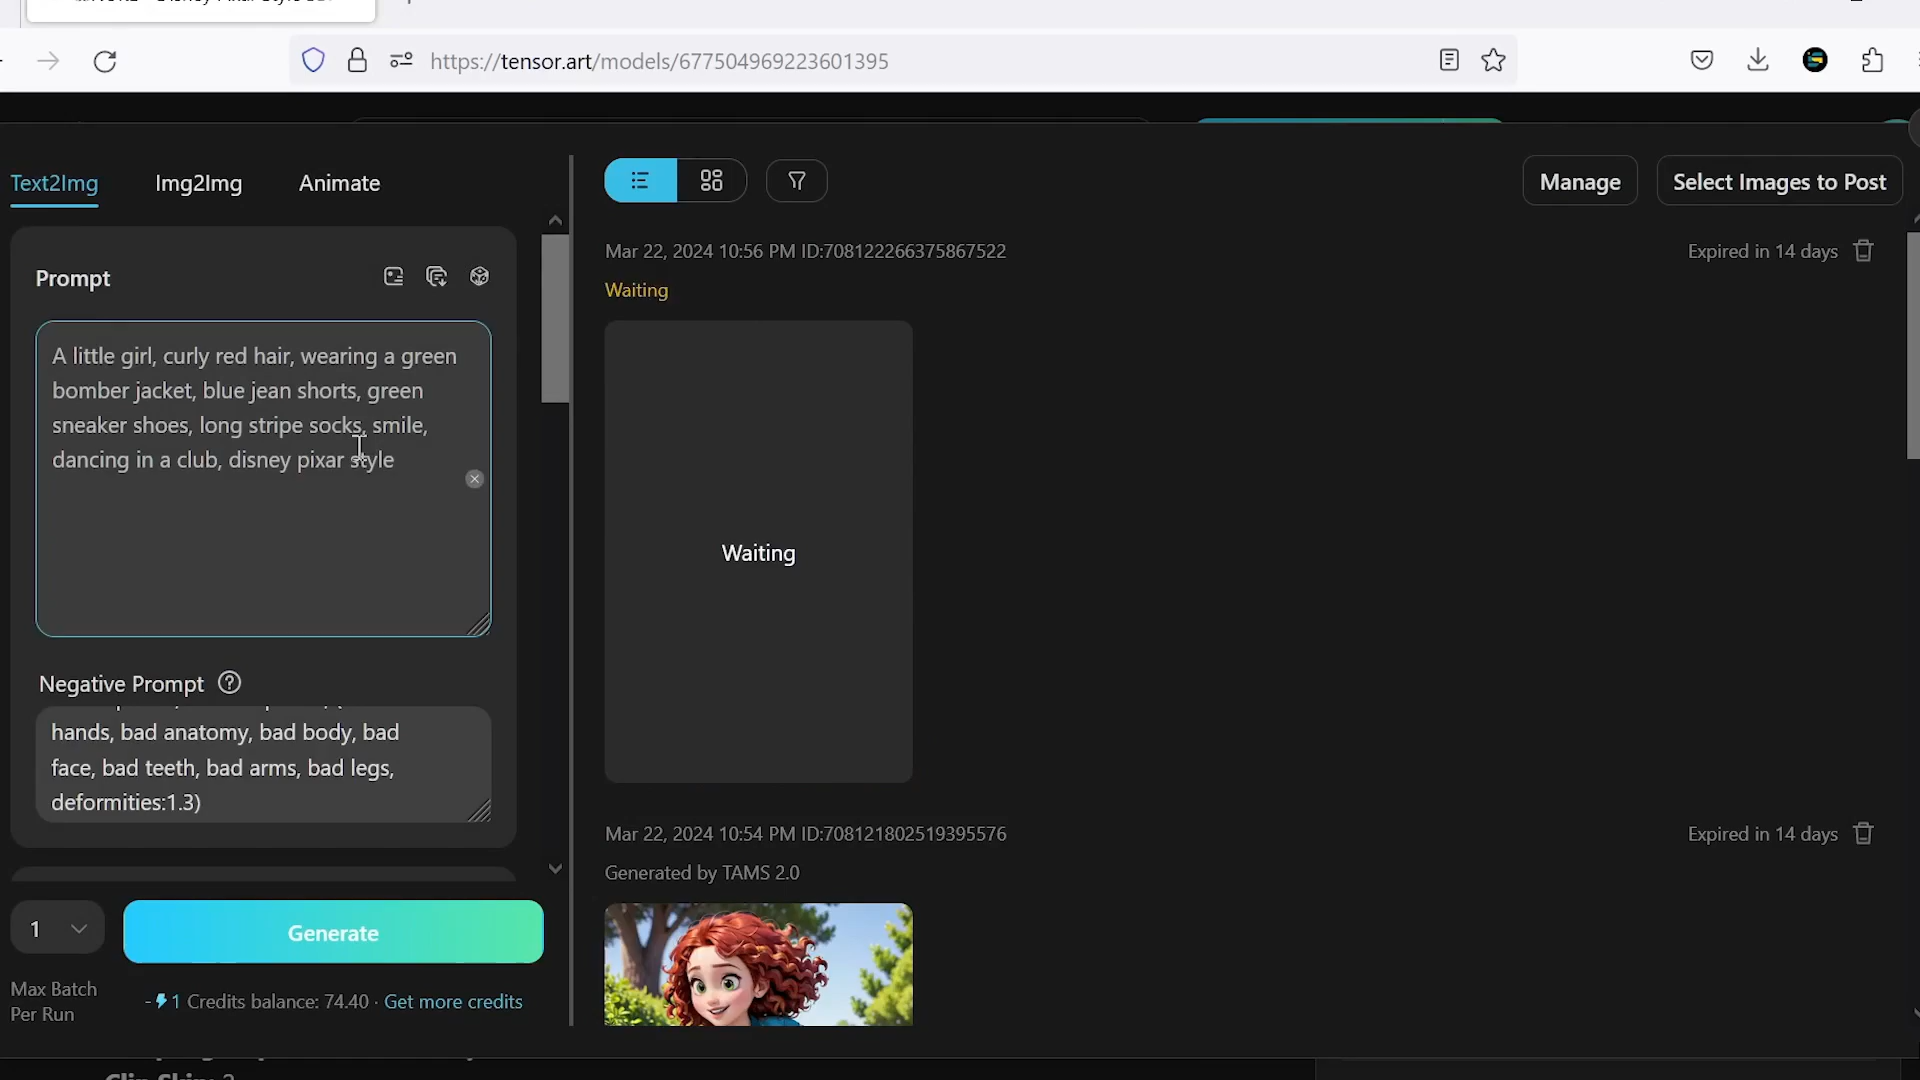 https://tensor.art/models/677504969223601395
Text2Img
Img2Img
Animate
Manage
Select Images to Post
Prompt
A little girl, curly red hair, wearing a green
bomber jacket, blue jean shorts, green
sneaker shoes, long stripe socks, smile,
dancing in a club, disney pixar style
Negative Prompt
hands, bad anatomy, bad body, bad
face, bad teeth, bad arms, bad legs,
deformities:1.3)
1
Generate
Max Batch
Per Run
- 1 Credits balance: 74.40 · Get more credits
Mar 22, 2024 10:56 PM ID:708122266375867522
Expired in 14 days
Waiting
Waiting
Mar 22, 2024 10:54 PM ID:708121802519395576
Expired in 14 days
Generated by TAMS 2.0